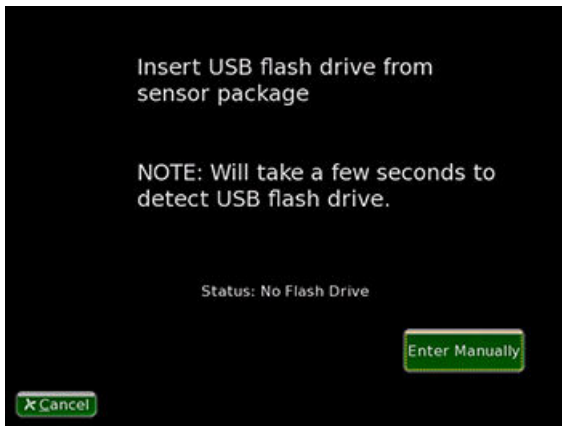 Insert USB flash drive from
sensor package
NOTE: Will take a few seconds to
detect USB flash drive.
Status: No Flash Drive
Enter Manually
Cancel